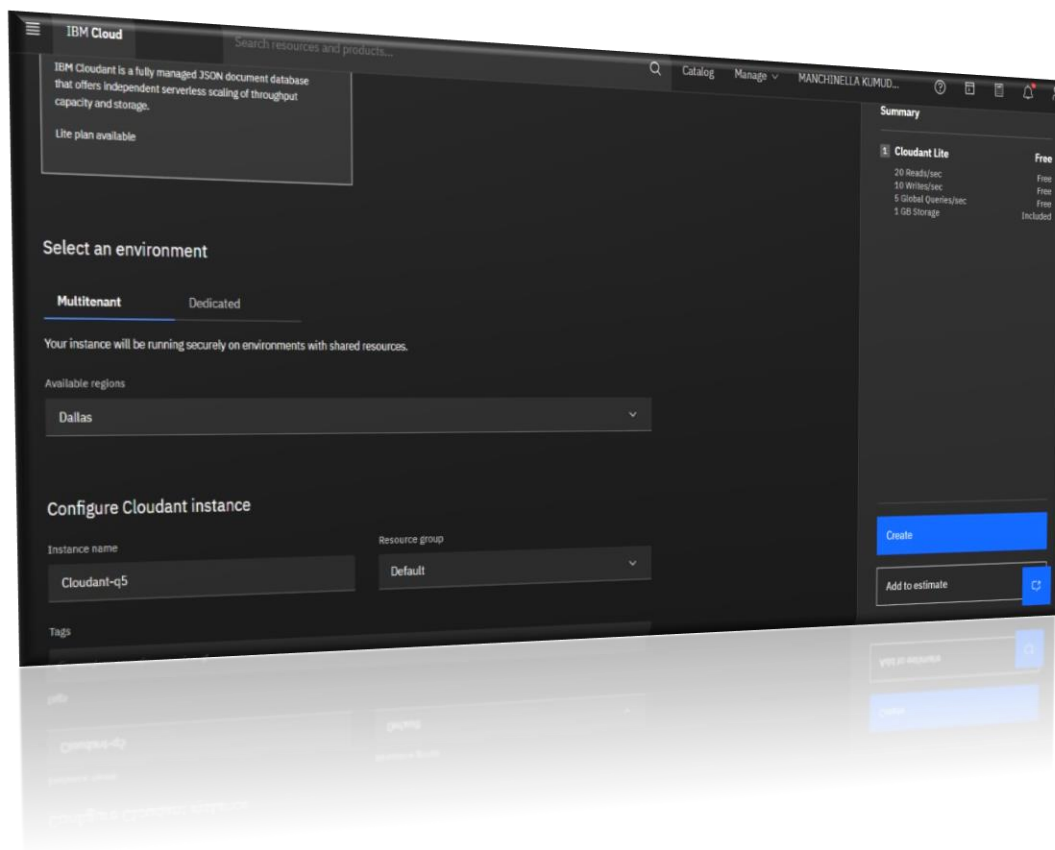 IBM Cloud
Search resources and products...
Catalog
Manage
MANCHINELLA KUMUD...
IBM Cloudant is a fully managed JSON document database
that offers independent serverless scaling of throughput
capacity and storage.
Lite plan available
Select an environment
Multitenant
Dedicated
Your instance will be running securely on environments with shared resources.
Available regions
Dallas
Configure Cloudant instance
Instance name
Cloudant-q5
Resource group
Default
Tags
Summary
1 Cloudant Lite Free
20 Reads/sec Free
10 Writes/sec Free
5 Global Queries/sec Free
1 GB Storage Included
Create
Add to estimate